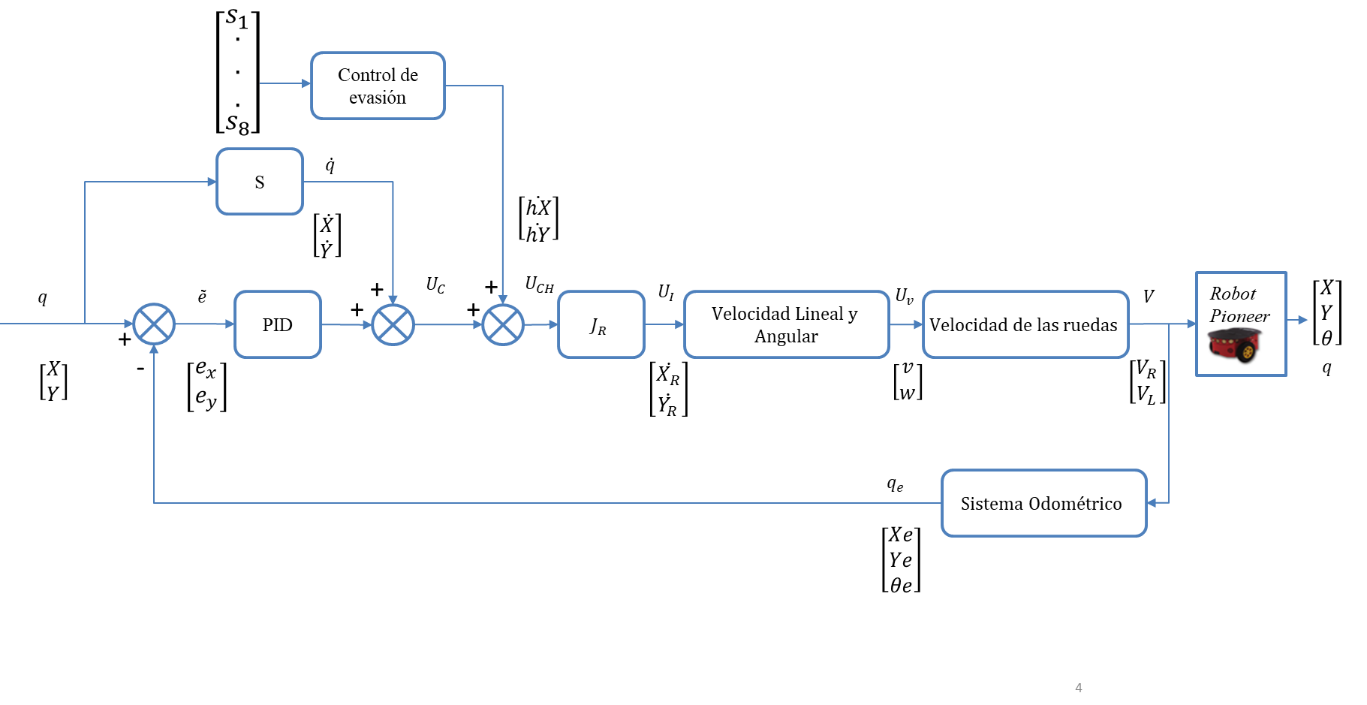 [S₁
.
.
.
S₈]
Control de
evasión
S
q̇
[Ẋ
Ẏ]
[hẊ
hẎ]
q
ẽ
PID
+
+
U_C
+
+
U_CH
J_R
U_I
Velocidad Lineal y
Angular
U_v
Velocidad de las ruedas
V
Robot
Pioneer
[X
Y
θ]
q
+
-
[X
Y]
[e_x
e_y]
[Ẋ_R
Ẏ_R]
[v
w]
[V_R
V_L]
q_e
Sistema Odométrico
[Xe
Ye
θe]
4